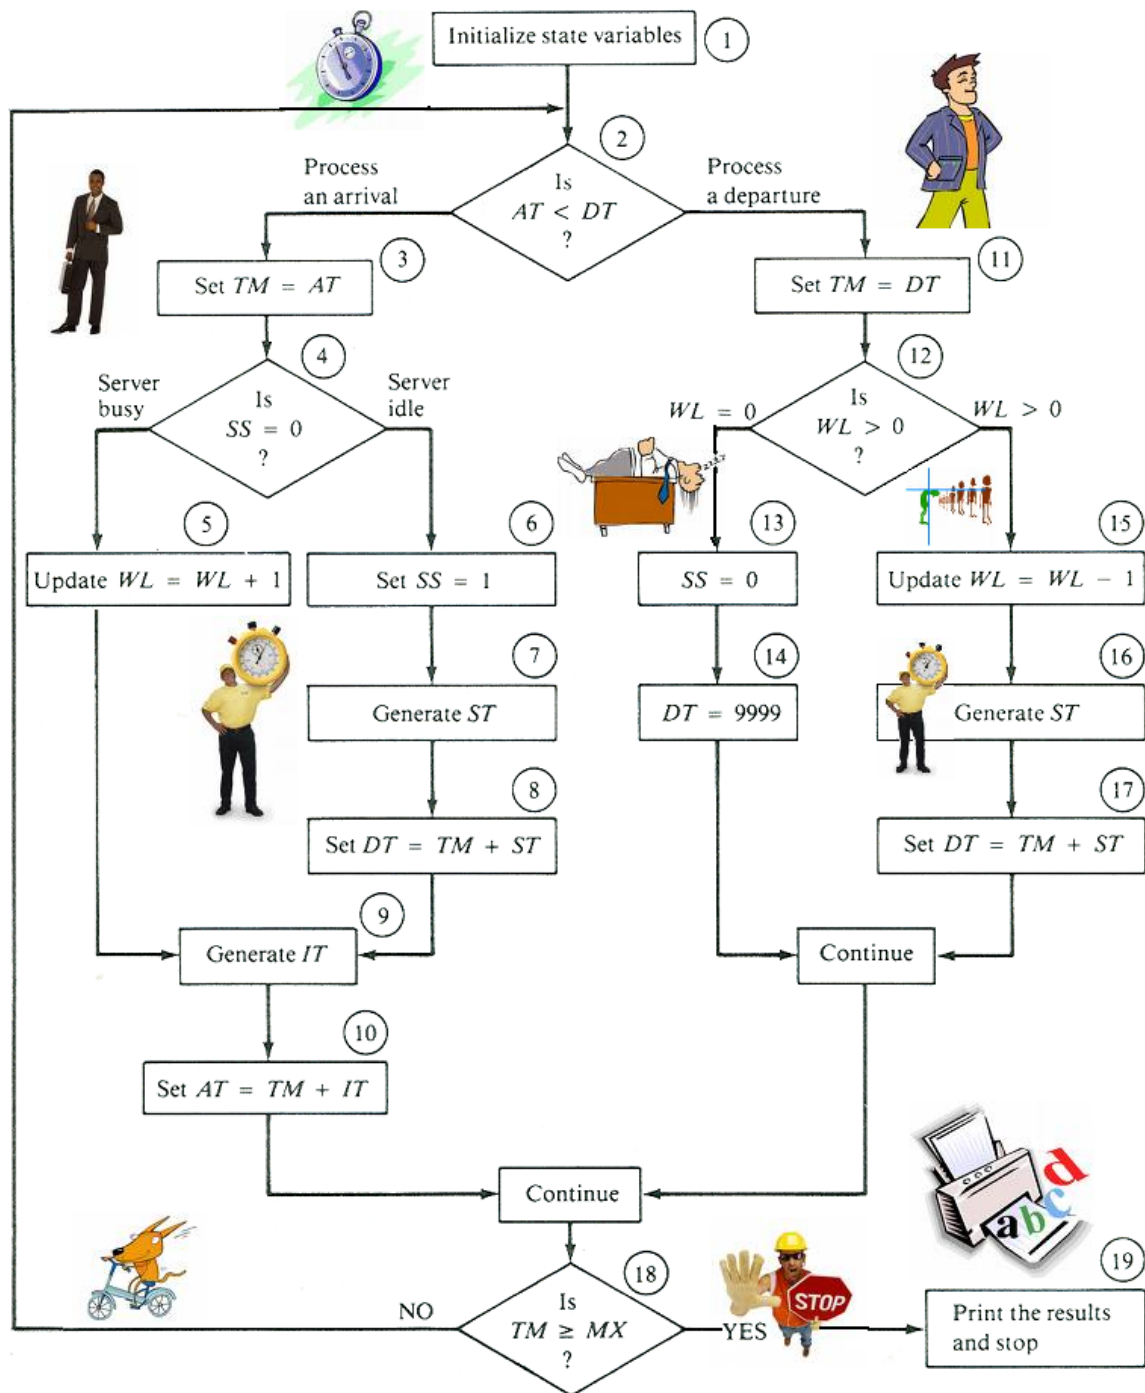 Initialize state variables
1
2
Process
an arrival
Is
AT < DT
?
Process
a departure
3
Set TM = AT
11
Set TM = DT
4
Server
busy
Is
SS = 0
?
Server
idle
12
WL = 0
Is
WL > 0
?
WL > 0
5
Update WL = WL + 1
6
Set SS = 1
13
SS = 0
15
Update WL = WL − 1
7
Generate ST
14
DT = 9999
16
Generate ST
8
Set DT = TM + ST
17
Set DT = TM + ST
9
Generate IT
Continue
10
Set AT = TM + IT
Continue
abcd
18
NO
Is
TM ≥ MX
?
YES
STOP
19
Print the results
and stop